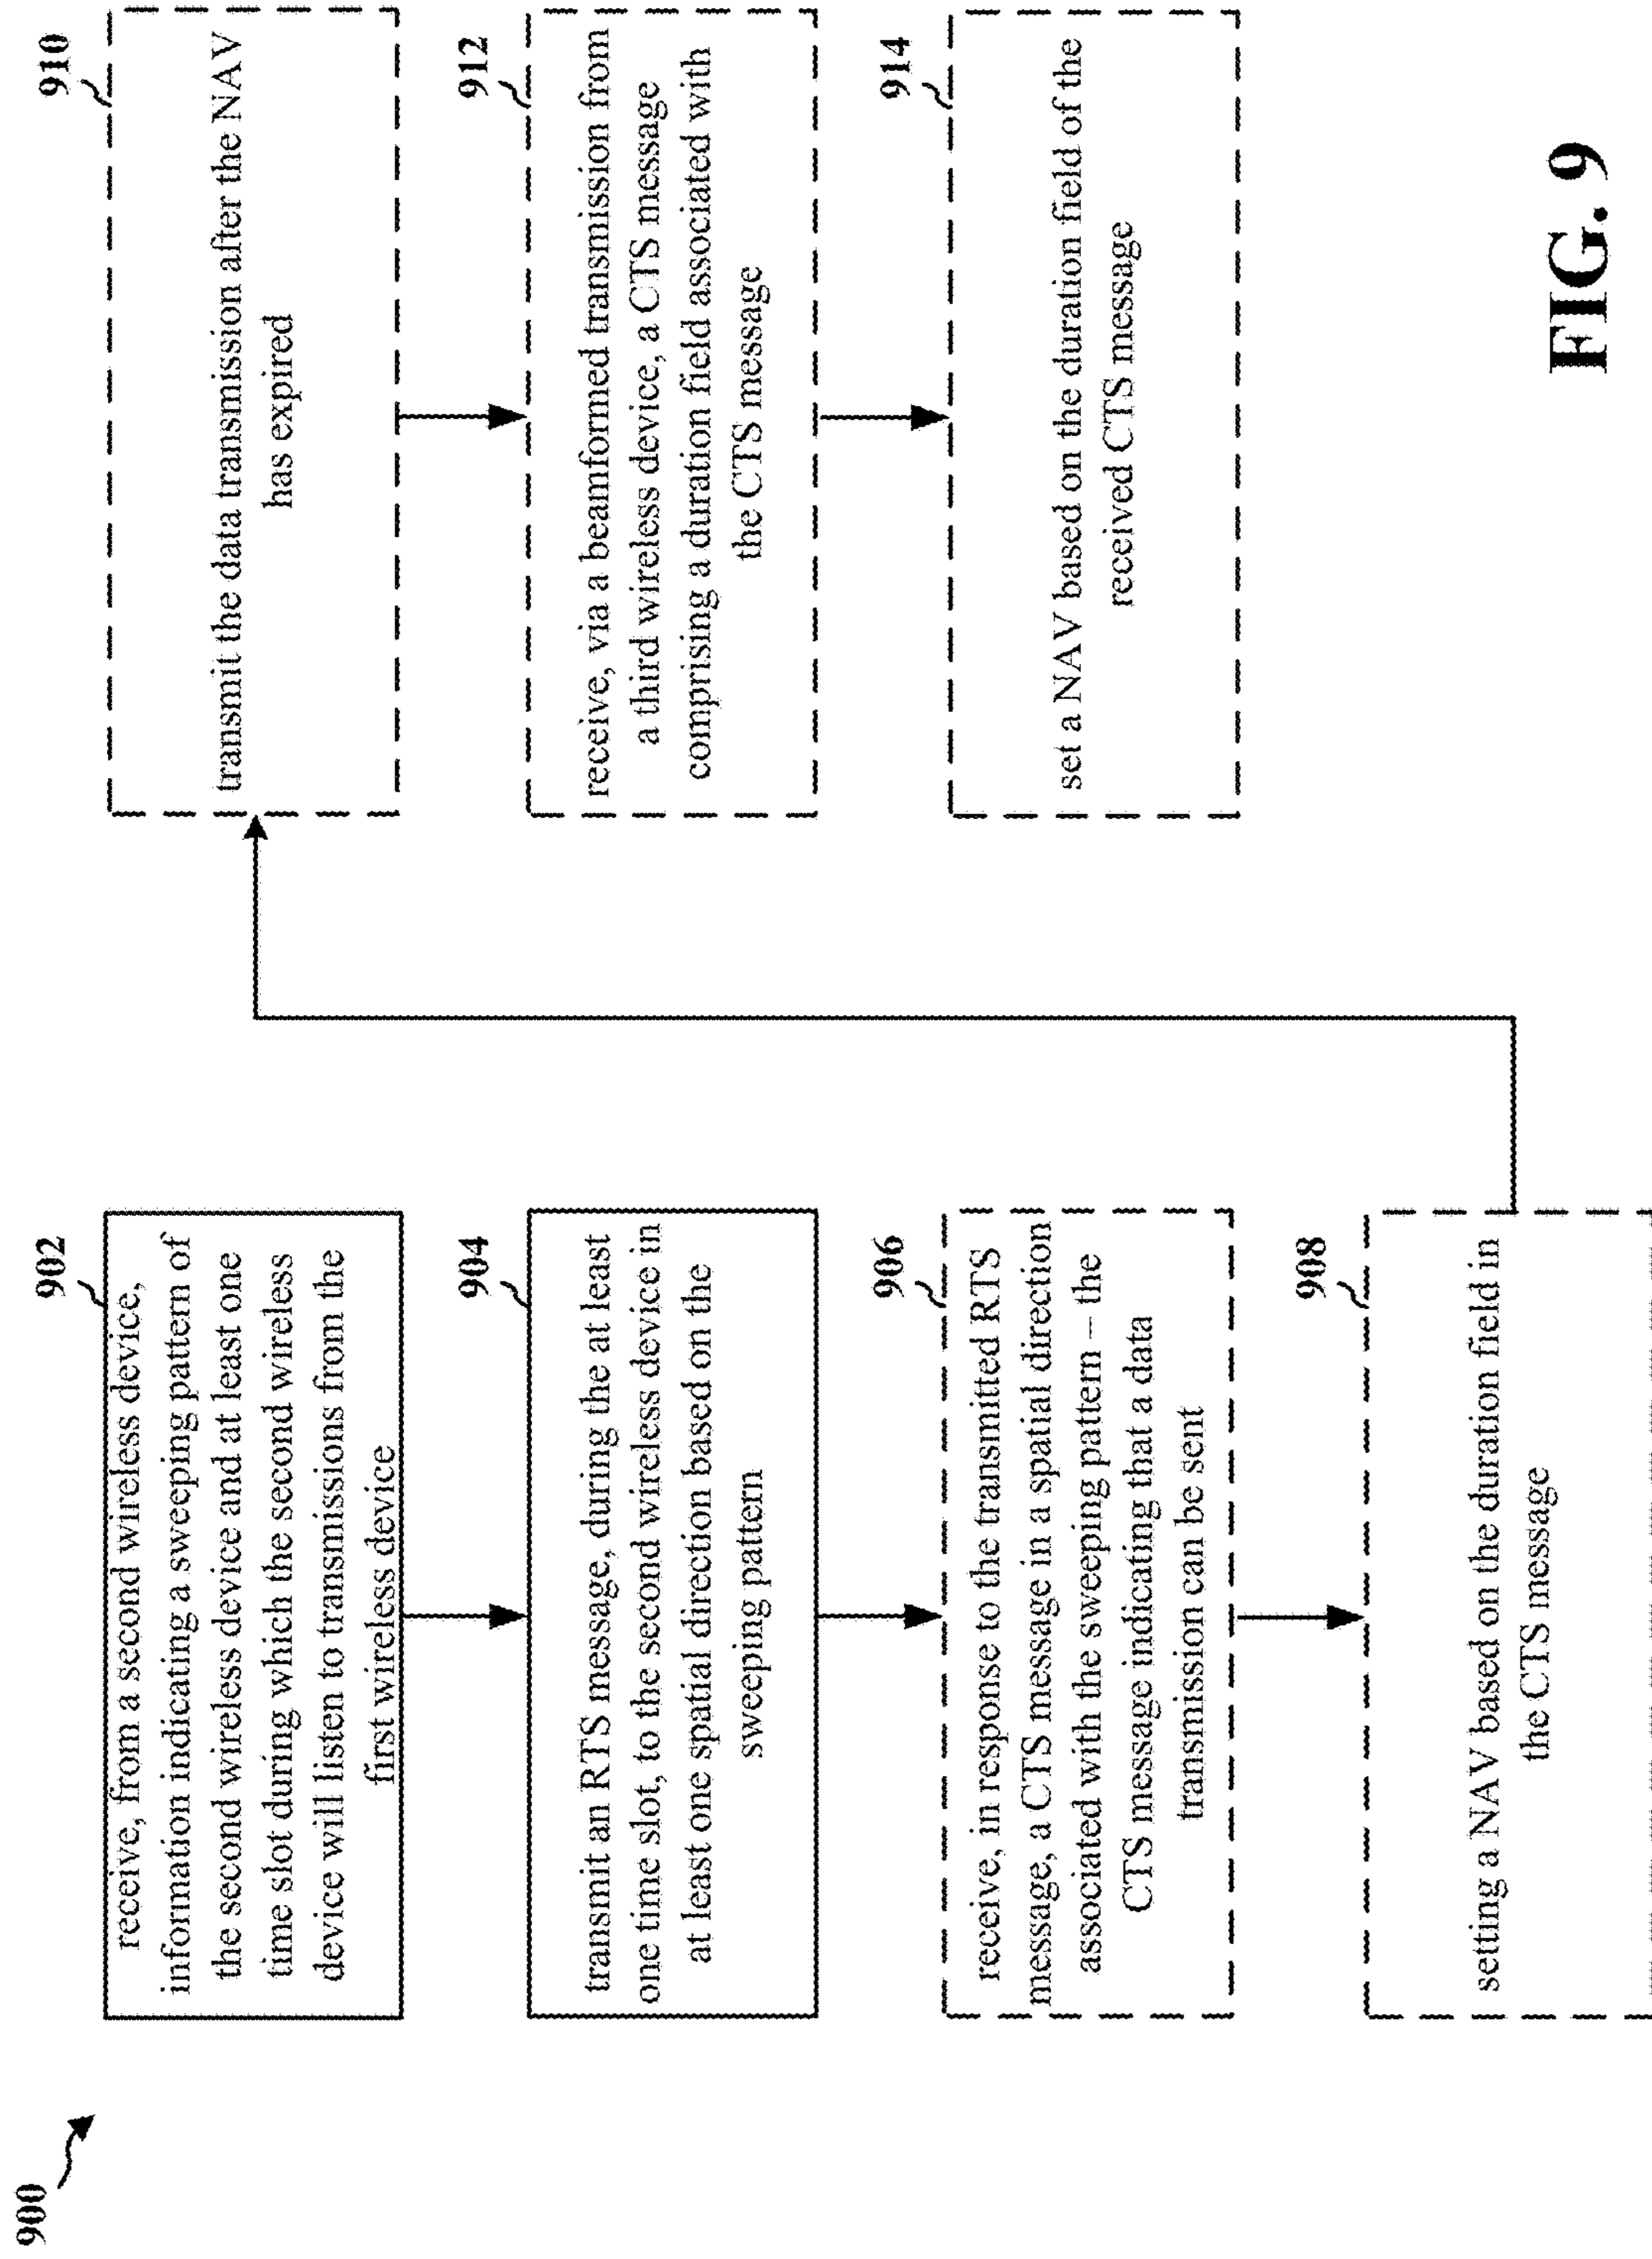 900
902
receive, from a second wireless device,
information indicating a sweeping pattern of
the second wireless device and at least one
time slot during which the second wireless
device will listen to transmissions from the
first wireless device
904
transmit an RTS message, during the at least
one time slot, to the second wireless device in
at least one spatial direction based on the
sweeping pattern
906
receive, in response to the transmitted RTS
message, a CTS message in a spatial direction
associated with the sweeping pattern – the
CTS message indicating that a data
transmission can be sent
908
setting a NAV based on the duration field in
the CTS message
910
transmit the data transmission after the NAV
has expired
912
receive, via a beamformed transmission from
a third wireless device, a CTS message
comprising a duration field associated with
the CTS message
914
set a NAV based on the duration field of the
received CTS message
FIG. 9